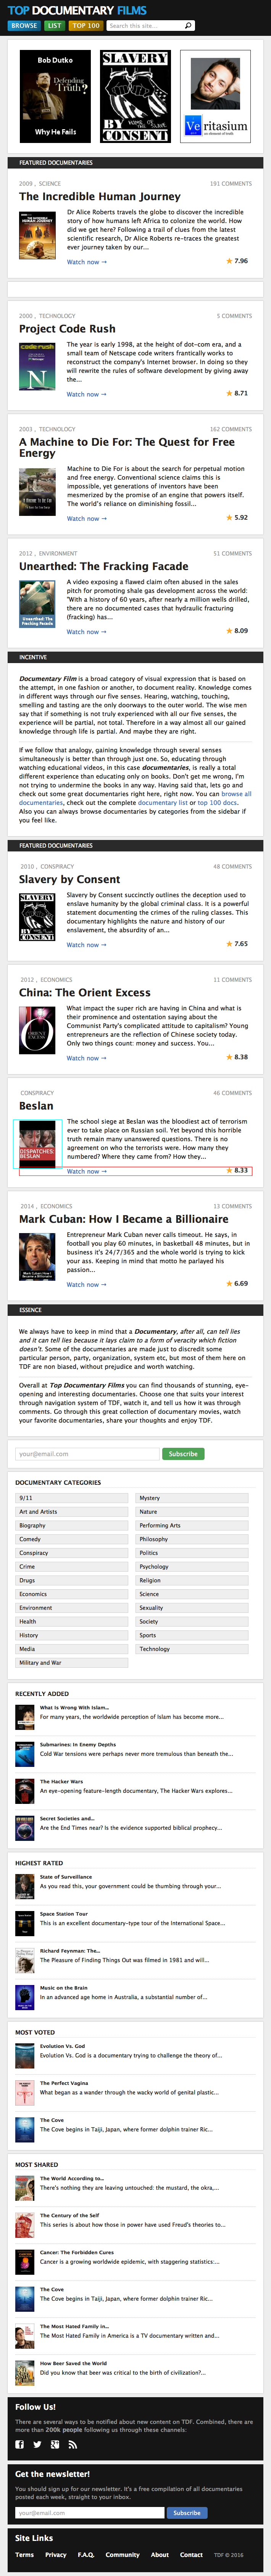 TOP DOCUMENTARY FILMS
BROWSE LIST TOP 100 Search this site...
Bob Dutko
Defending Truth?
Why He Fails
SLAVERY
BY
CONSENT
Veritasium
an element of truth
FEATURED DOCUMENTARIES
2009 , SCIENCE 191 COMMENTS
The Incredible Human Journey
Dr Alice Roberts travels the globe to discover the incredible
story of how humans left Africa to colonize the world. How
did we get here? Following a trail of clues from the latest
scientific research, Dr Alice Roberts re-traces the greatest
ever journey taken by our...
Watch now → 7.96
2000 , TECHNOLOGY 5 COMMENTS
Project Code Rush
The year is early 1998, at the height of dot-com era, and a
small team of Netscape code writers frantically works to
reconstruct the company's Internet browser. In doing so they
will rewrite the rules of software development by giving away
the...
Watch now → 8.71
2003 , TECHNOLOGY 162 COMMENTS
A Machine to Die For: The Quest for Free
Energy
Machine to Die For is about the search for perpetual motion
and free energy. Conventional science claims this is
impossible, yet generations of inventors have been
mesmerized by the promise of an engine that powers itself.
The world's reliance on diminishing fossil...
Watch now → 5.92
2012 , ENVIRONMENT 51 COMMENTS
Unearthed: The Fracking Facade
A video exposing a flawed claim often abused in the sales
pitch for promoting shale gas development across the world:
"With a history of 60 years, after nearly a million wells drilled,
there are no documented cases that hydraulic fracturing
(fracking) has...
Watch now → 8.09
INCENTIVE
Documentary Film is a broad category of visual expression that is based on
the attempt, in one fashion or another, to document reality. Knowledge comes
in different ways through our five senses. Hearing, watching, touching,
smelling and tasting are the only doorways to the outer world. The wise men
say that if something is not truly experienced with all our five senses, the
experience will be partial, not total. Therefore in a way almost all our gained
knowledge through life is partial. And maybe they are right.
If we follow that analogy, gaining knowledge through several senses
simultaneously is better than through just one. So, educating through
watching educational videos, in this case documentaries, is really a total
different experience than educating only on books. Don't get me wrong, I'm
not trying to undermine the books in any way. Having said that, lets go and
check out some great documentaries right here, right now. You can browse all
documentaries, check out the complete documentary list or top 100 docs.
Also you can always browse documentaries by categories from the sidebar if
you feel like.
FEATURED DOCUMENTARIES
2010 , CONSPIRACY 48 COMMENTS
Slavery by Consent
Slavery by Consent succinctly outlines the deception used to
enslave humanity by the global criminal class. It is a powerful
statement documenting the crimes of the ruling classes. This
documentary highlights the nature and history of our
enslavement, the absurdity of an...
Watch now → 7.65
2012 , ECONOMICS 11 COMMENTS
China: The Orient Excess
What impact the super rich are having in China and what is
their prominence and ostentation saying about the
Communist Party's complicated attitude to capitalism? Young
entrepreneurs are the reflection of Chinese society today.
Only two things count: money and success. You...
Watch now → 8.38
CONSPIRACY 46 COMMENTS
Beslan
The school siege at Beslan was the bloodiest act of terrorism
ever to take place on Russian soil. Yet beyond this horrible
truth remain many unanswered questions. There is no
agreement on who the terrorists were. How many they
numbered? Where they came from? How they...
Watch now → 8.33
2014 , ECONOMICS 13 COMMENTS
Mark Cuban: How I Became a Billionaire
Entrepreneur Mark Cuban never calls timeout. He says, in
football you play 60 minutes, in basketball 48 minutes, but in
business it's 24/7/365 and the whole world is trying to kick
your ass. Keeping in mind that motto he parlayed his
passion...
Watch now → 6.69
ESSENCE
We always have to keep in mind that a Documentary, after all, can tell lies
and it can tell lies because it lays claim to a form of veracity which fiction
doesn't. Some of the documentaries are made just to discredit some
particular person, party, organization, system etc, but most of them here on
TDF are non biased, without prejudice and worth watching.
Overall at Top Documentary Films you can find thousands of stunning, eye-
opening and interesting documentaries. Choose one that suits your interest
through navigation system of TDF, watch it, and tell us how it was through
comments. Go through this great collection of documentary movies, watch
your favorite documentaries, share your thoughts and enjoy TDF.
your@email.com Subscribe
DOCUMENTARY CATEGORIES
9/11 Mystery
Art and Artists Nature
Biography Performing Arts
Comedy Philosophy
Conspiracy Politics
Crime Psychology
Drugs Religion
Economics Science
Environment Sexuality
Health Society
History Sports
Media Technology
Military and War
RECENTLY ADDED
What Is Wrong With Islam...
For many years, the worldwide perception of Islam has become more...
Submarines: In Enemy Depths
Cold War tensions were perhaps never more tremulous than beneath the...
The Hacker Wars
An eye-opening feature-length documentary, The Hacker Wars explores...
Secret Societies and...
Are the End Times near? Is the evidence supported biblical prophecy...
HIGHEST RATED
State of Surveillance
As you read this, your government could be thumbing through your...
Space Station Tour
This is an excellent documentary-type tour of the International Space...
Richard Feynman: The...
The Pleasure of Finding Things Out was filmed in 1981 and will...
Music on the Brain
In an advanced age home in Australia, a substantial number of...
MOST VOTED
Evolution Vs. God
Evolution Vs. God is a documentary trying to challenge the theory of...
The Perfect Vagina
What began as a wander through the wacky world of genital plastic...
The Cove
The Cove begins in Taiji, Japan, where former dolphin trainer Ric...
MOST SHARED
The World According to...
There's nothing they are leaving untouched: the mustard, the okra,...
The Century of the Self
This series is about how those in power have used Freud's theories to...
Cancer: The Forbidden Cures
Cancer is a growing worldwide epidemic, with staggering statistics:...
The Cove
The Cove begins in Taiji, Japan, where former dolphin trainer Ric...
The Most Hated Family in...
The Most Hated Family in America is a TV documentary written and...
How Beer Saved the World
Did you know that beer was critical to the birth of civilization?...
Follow Us!
There are several ways to be notified about new content on TDF. Combined, there are
more than 200k people following us through these channels:
Get the newsletter!
You should sign up for our newsletter. It's a free compilation of all documentaries
posted each week, straight to your inbox.
your@email.com Subscribe
Site Links
Terms Privacy F.A.Q. Community About Contact TDF © 2016